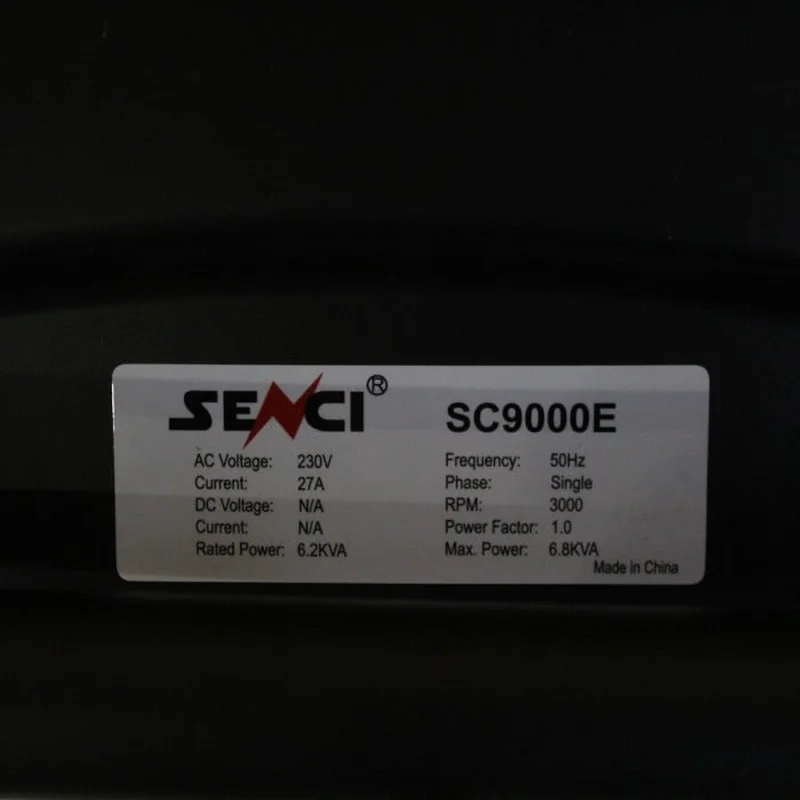 SENCI® SC9000E
AC Voltage: 230V Frequency: 50Hz
Current: 27A Phase: Single
DC Voltage: N/A RPM: 3000
Current: N/A Power Factor: 1.0
Rated Power: 6.2KVA Max. Power: 6.8KVA
Made in China